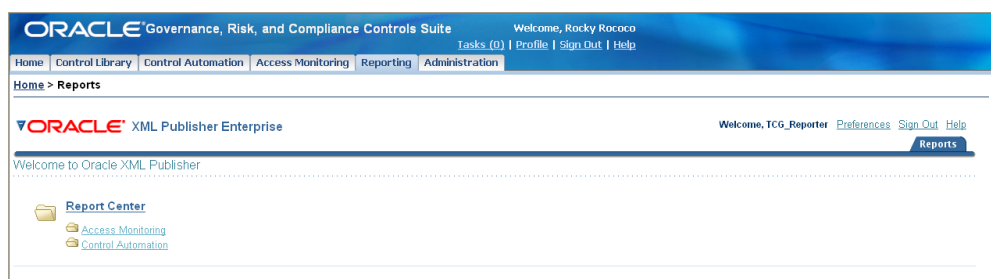 ORACLE® Governance, Risk, and Compliance Controls Suite Welcome, Rocky Rococo
Tasks (0) | Profile | Sign Out | Help
Home Control Library Control Automation Access Monitoring Reporting Administration
Home > Reports
ORACLE® XML Publisher Enterprise Welcome, TCG_Reporter Preferences Sign Out Help
Reports
Welcome to Oracle XML Publisher
Report Center
Access Monitoring
Control Automation